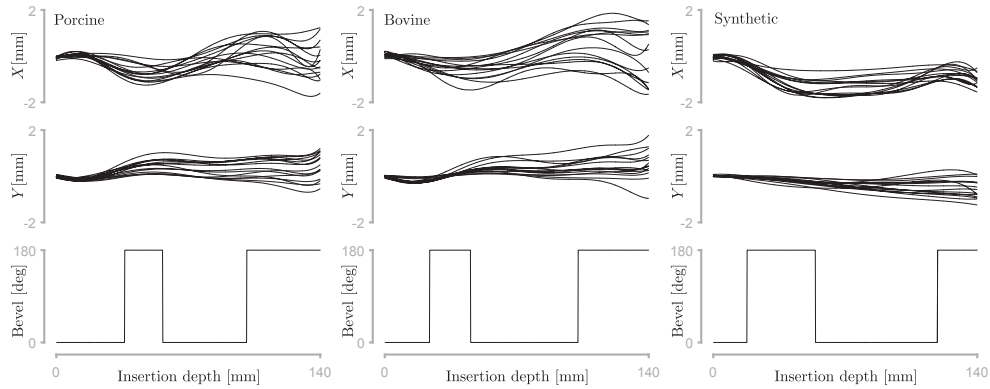 Porcine
Bovine
Synthetic
2
X [mm]
-2
2
X [mm]
-2
2
X [mm]
-2
2
Y [mm]
-2
2
Y [mm]
-2
2
Y [mm]
-2
180
Bevel [deg]
0
180
Bevel [deg]
0
180
Bevel [deg]
0
0
Insertion depth [mm]
140
0
Insertion depth [mm]
140
0
Insertion depth [mm]
140